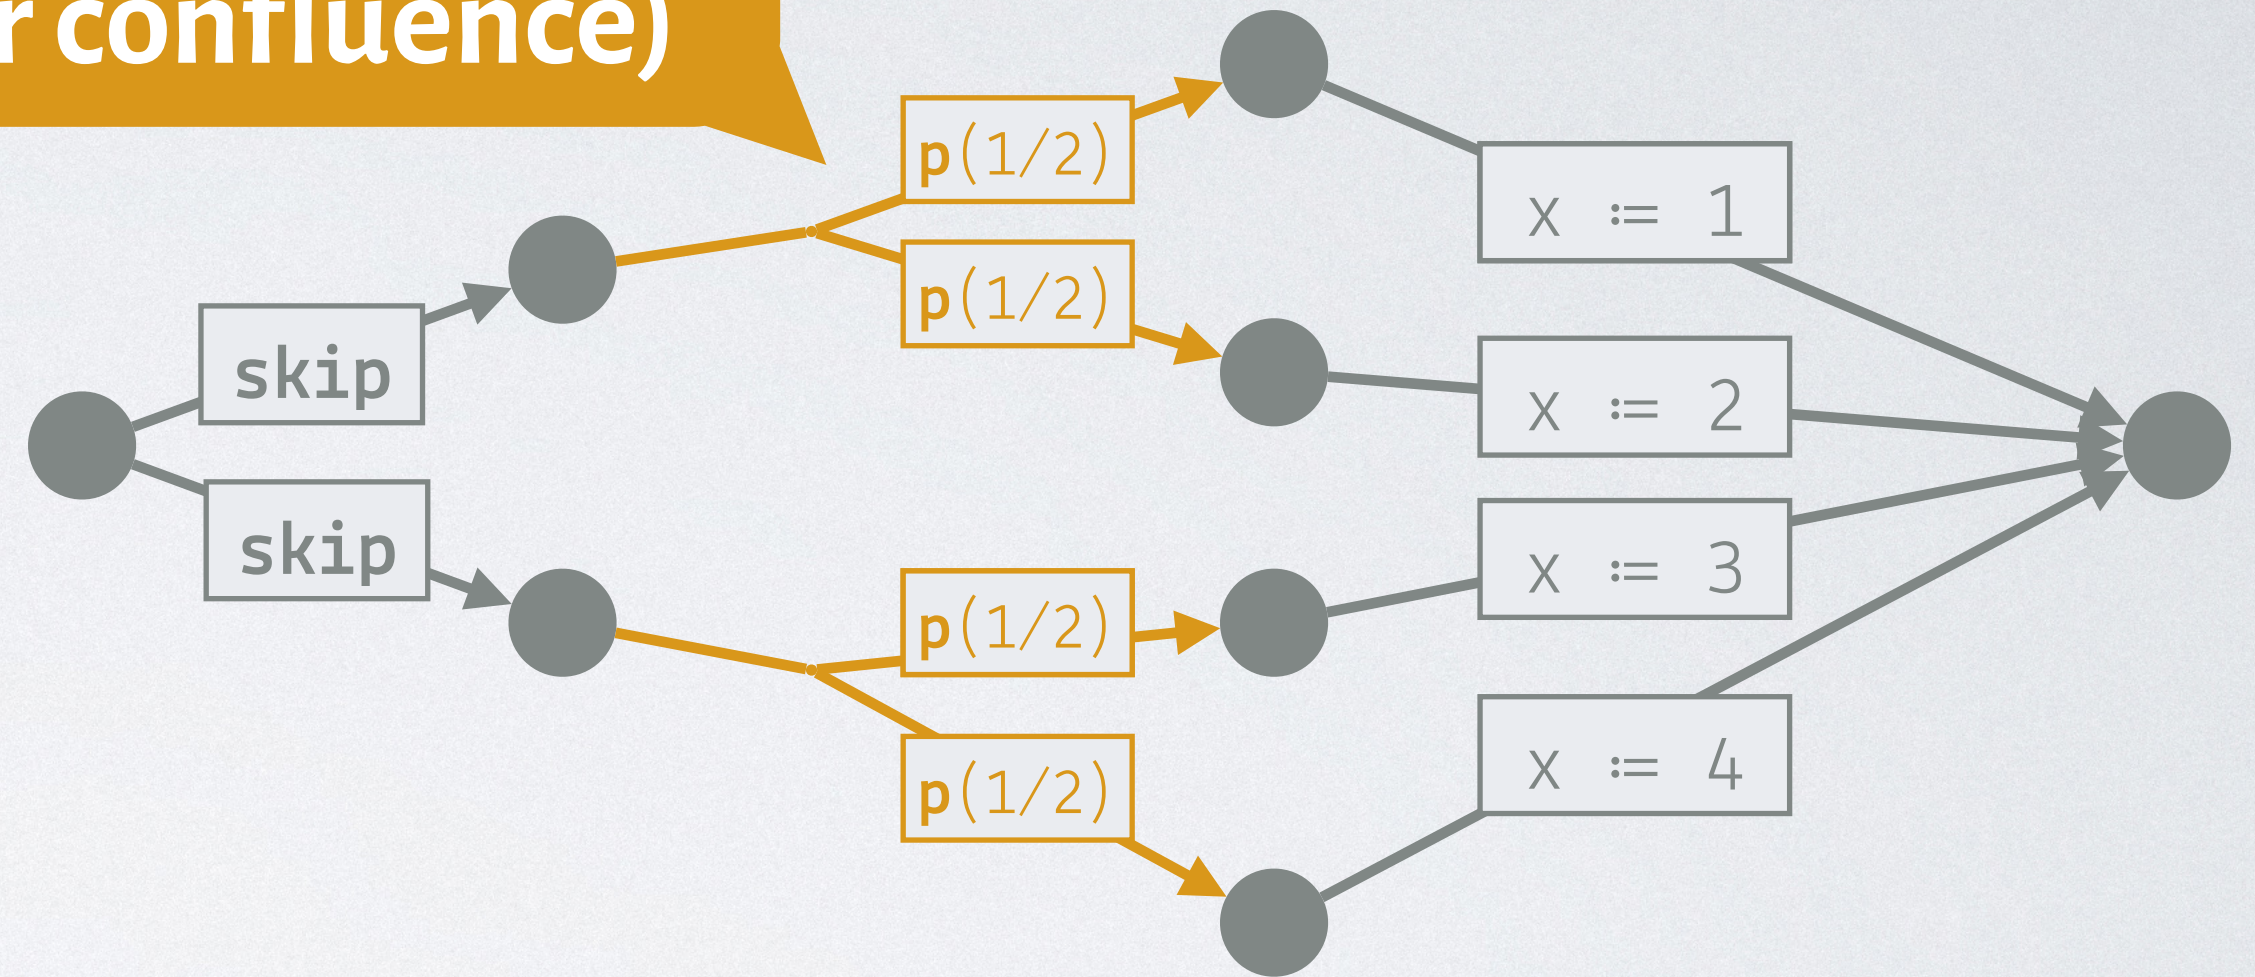 confluence)
p(1/2)
x := 1
p(1/2)
skip
x := 2
skip
x := 3
p(1/2)
x := 4
p(1/2)